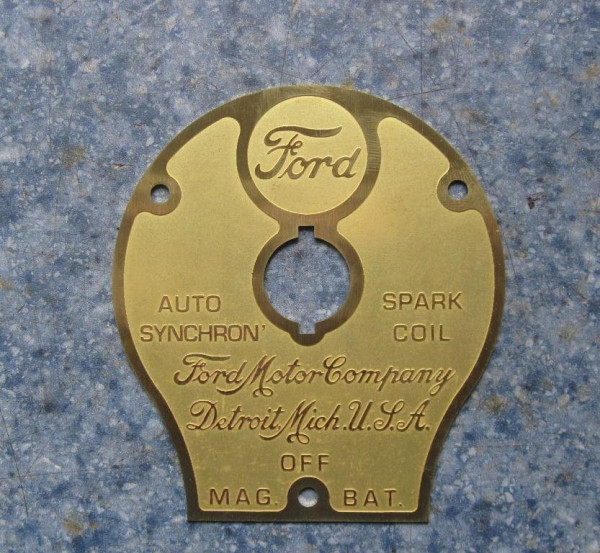 Ford
AUTO SPARK
SYNCHRON' COIL
Ford Motor Company
Detroit, Mich. U.S.A.
OFF
MAG. BAT.